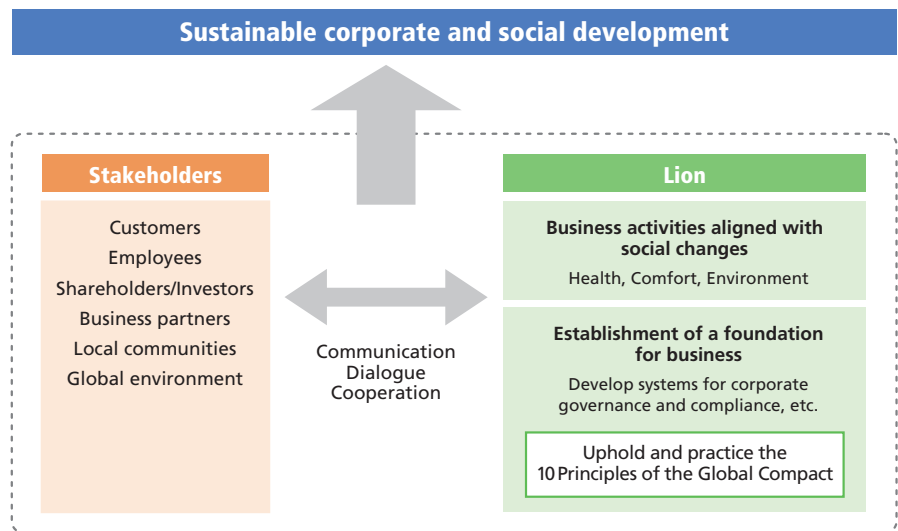 Sustainable corporate and social development
Stakeholders
Customers
Employees
Shareholders/Investors
Business partners
Local communities
Global environment
Communication
Dialogue
Cooperation
Lion
Business activities aligned with
social changes
Health, Comfort, Environment
Establishment of a foundation
for business
Develop systems for corporate
governance and compliance, etc.
Uphold and practice the
10 Principles of the Global Compact